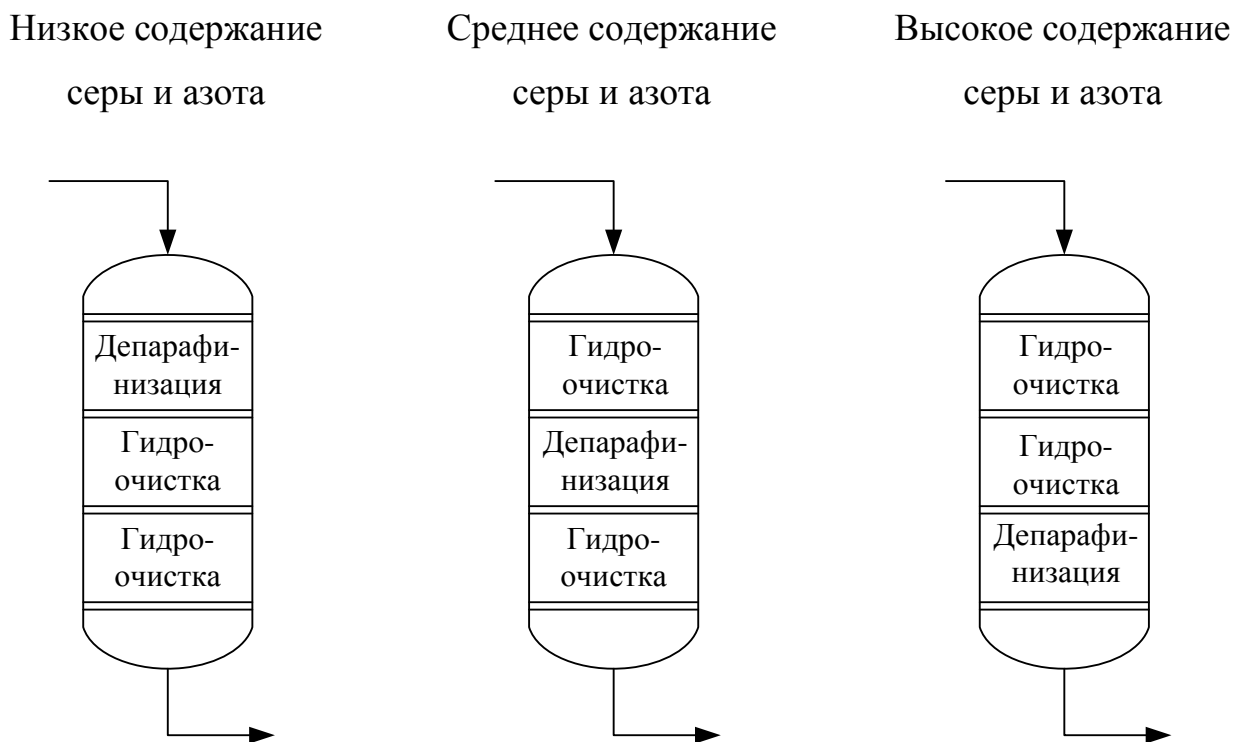 Низкое содержание
серы и азота
Среднее содержание
серы и азота
Высокое содержание
серы и азота
Депарафи-
низация
Гидро-
очистка
Гидро-
очистка
Гидро-
очистка
Депарафи-
низация
Гидро-
очистка
Гидро-
очистка
Гидро-
очистка
Депарафи-
низация